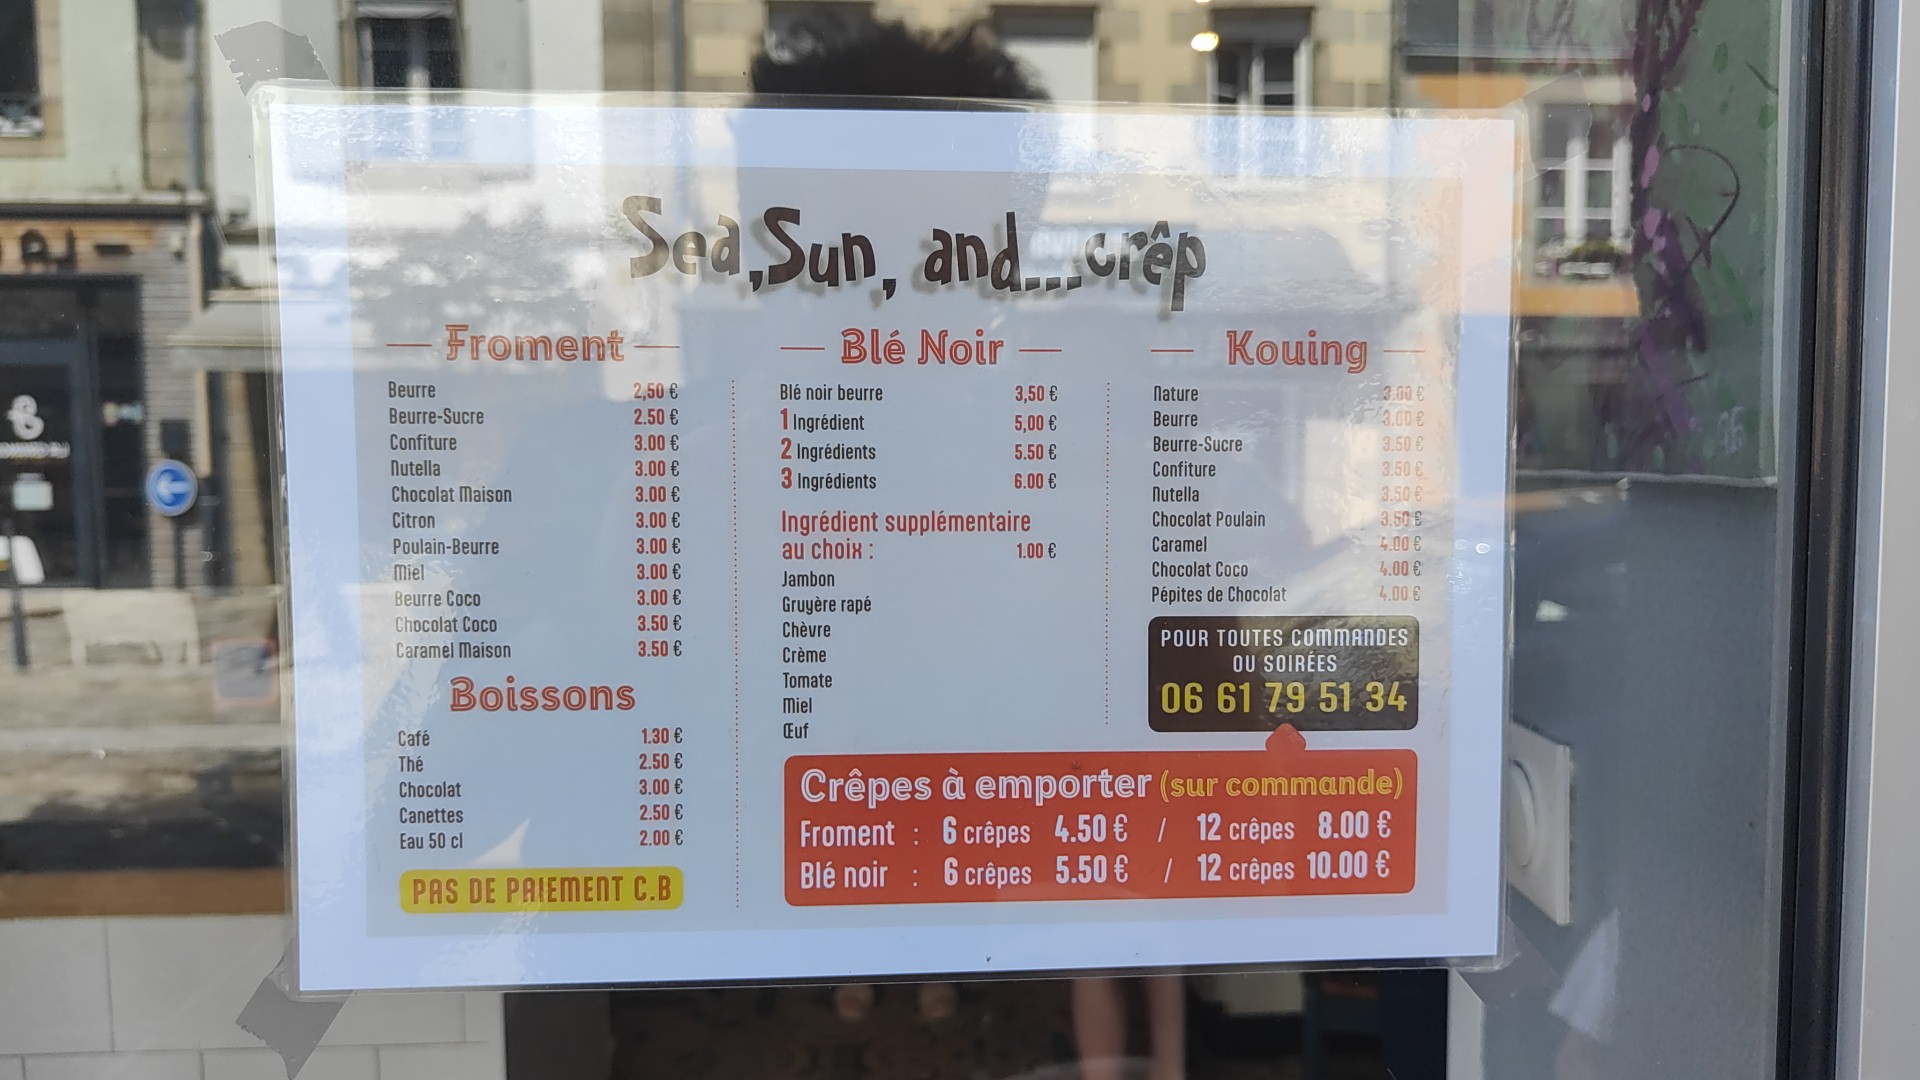 Sea, Sun, and...crêp
Froment
Beurre 2,50 €
Beurre-Sucre 2.50 €
Confiture 3.00 €
Nutella 3.00 €
Chocolat Maison 3.00 €
Citron 3.00 €
Poulain-Beurre 3.00 €
Miel 3.00 €
Beurre Coco 3.00 €
Chocolat Coco 3.50 €
Caramel Maison 3.50 €
Boissons
Café 1.30 €
Thé 2.50 €
Chocolat 3.00 €
Canettes 2.50 €
Eau 50 cl 2.00 €
PAS DE PAIEMENT C.B
Blé Noir
Blé noir beurre 3,50 €
1 Ingrédient 5,00 €
2 Ingrédients 5.50 €
3 Ingrédients 6.00 €
Ingrédient supplémentaire
au choix : 1.00 €
Jambon
Gruyère rapé
Chèvre
Crème
Tomate
Miel
Œuf
Kouing
Nature 3.00 €
Beurre 3.00 €
Beurre-Sucre 3.50 €
Confiture 3.50 €
Nutella 3.50 €
Chocolat Poulain 3.50 €
Caramel 4.00 €
Chocolat Coco 4.00 €
Pépites de Chocolat 4.00 €
POUR TOUTES COMMANDES
OU SOIRÉES
06 61 79 51 34
Crêpes à emporter (sur commande)
Froment : 6 crêpes 4.50 € / 12 crêpes 8.00 €
Blé noir : 6 crêpes 5.50 € / 12 crêpes 10.00 €